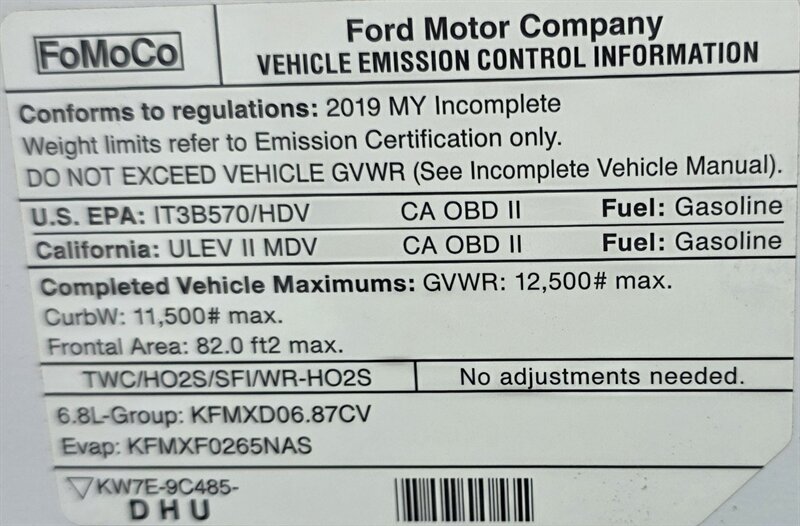 FoMoCo
Ford Motor Company
VEHICLE EMISSION CONTROL INFORMATION
Conforms to regulations: 2019 MY Incomplete
Weight limits refer to Emission Certification only.
DO NOT EXCEED VEHICLE GVWR (See Incomplete Vehicle Manual).
U.S. EPA: IT3B570/HDV CA OBD II Fuel: Gasoline
California: ULEV II MDV CA OBD II Fuel: Gasoline
Completed Vehicle Maximums: GVWR: 12,500# max.
CurbW: 11,500# max.
Frontal Area: 82.0 ft2 max.
TWC/HO2S/SFI/WR-HO2S No adjustments needed.
6.8L-Group: KFMXD06.87CV
Evap: KFMXF0265NAS
▽KW7E-9C485-
DHU